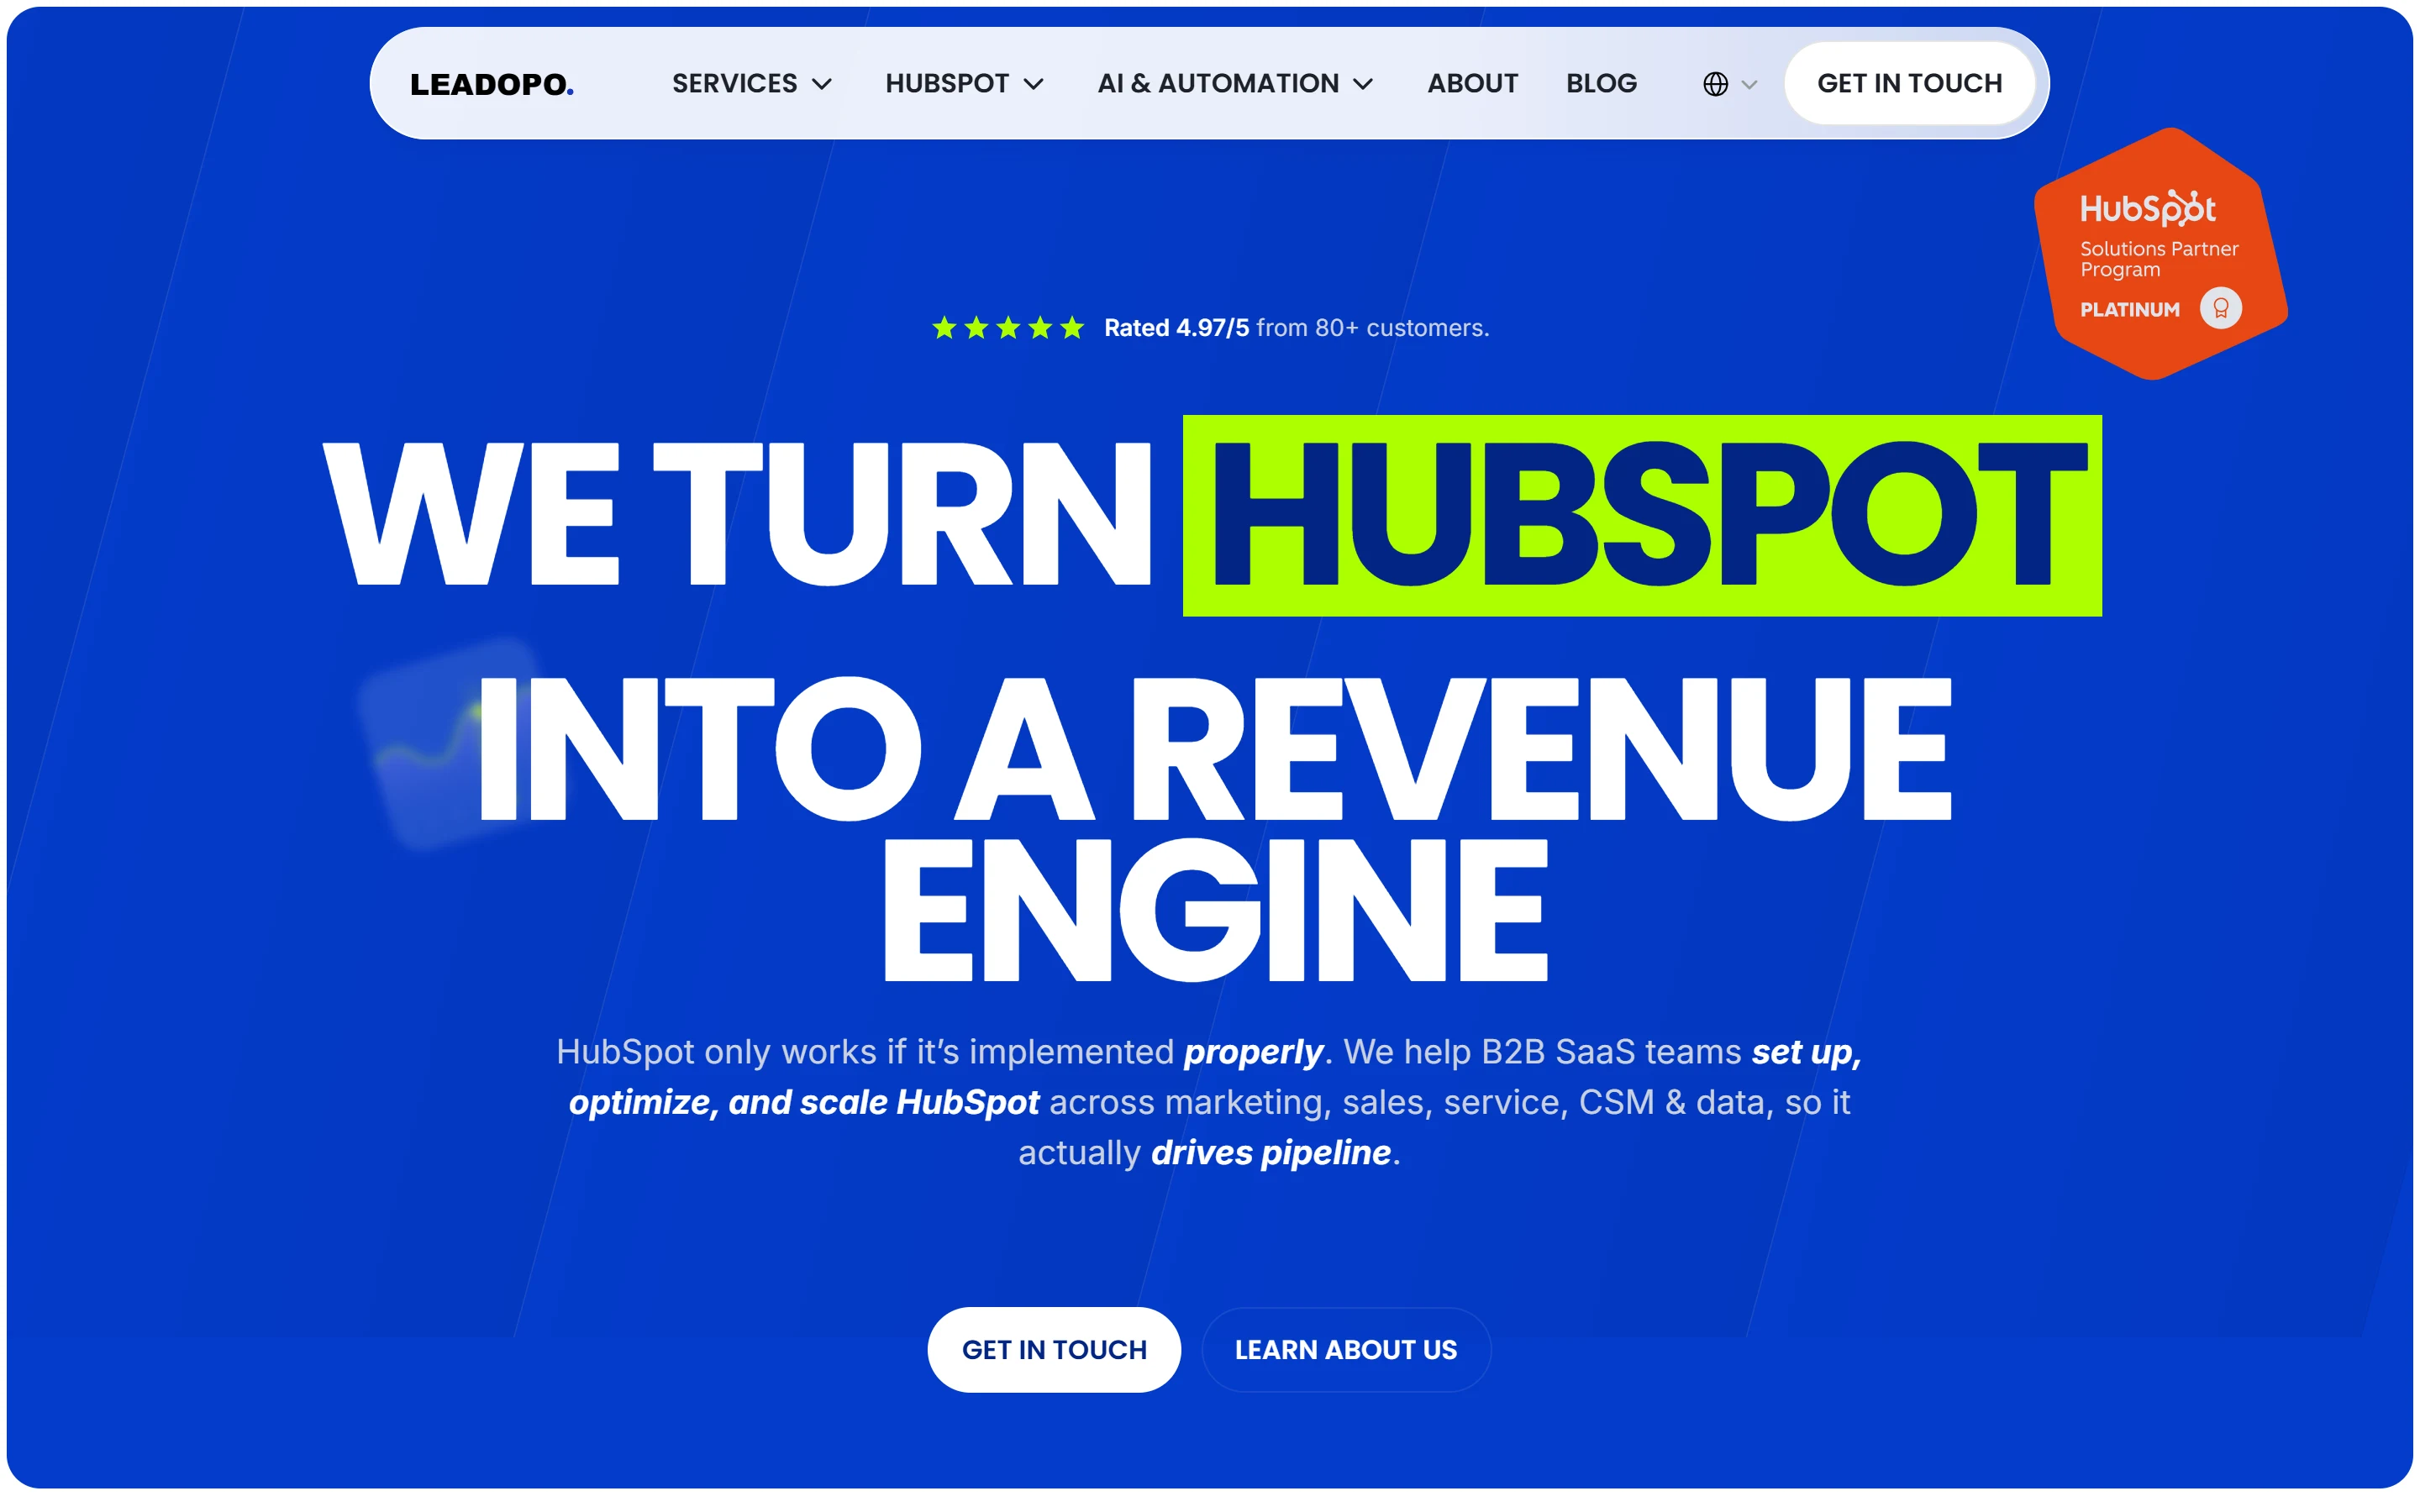 LEADOPO.
SERVICES
HUBSPOT
AI & AUTOMATION
ABOUT
BLOG
GET IN TOUCH
HubSpot
Solutions Partner
Program
PLATINUM
Rated 4.97/5 from 80+ customers.
WE TURN HUBSPOT
INTO A REVENUE
ENGINE
HubSpot only works if it’s implemented properly. We help B2B SaaS teams set up,
optimize, and scale HubSpot across marketing, sales, service, CSM & data, so it
actually drives pipeline.
GET IN TOUCH
LEARN ABOUT US